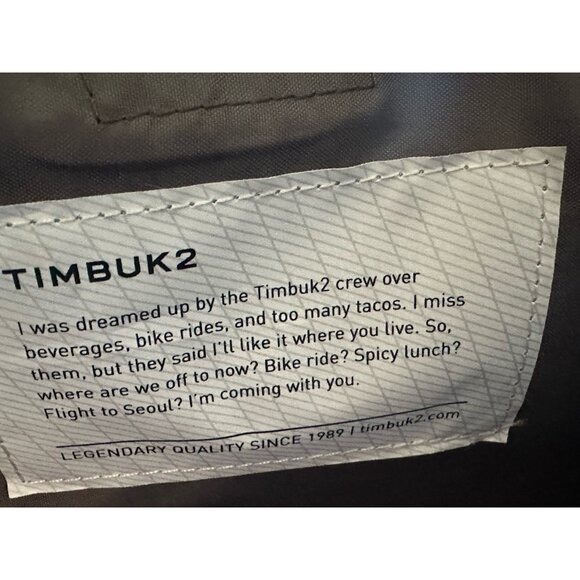 TIMBUK2
I was dreamed up by the Timbuk2 crew over
beverages, bike rides, and too many tacos. I miss
them, but they said I'll like it where you live. So,
where are we off to now? Bike ride? Spicy lunch?
Flight to Seoul? I'm coming with you.
LEGENDARY QUALITY SINCE 1989 | timbuk2.com